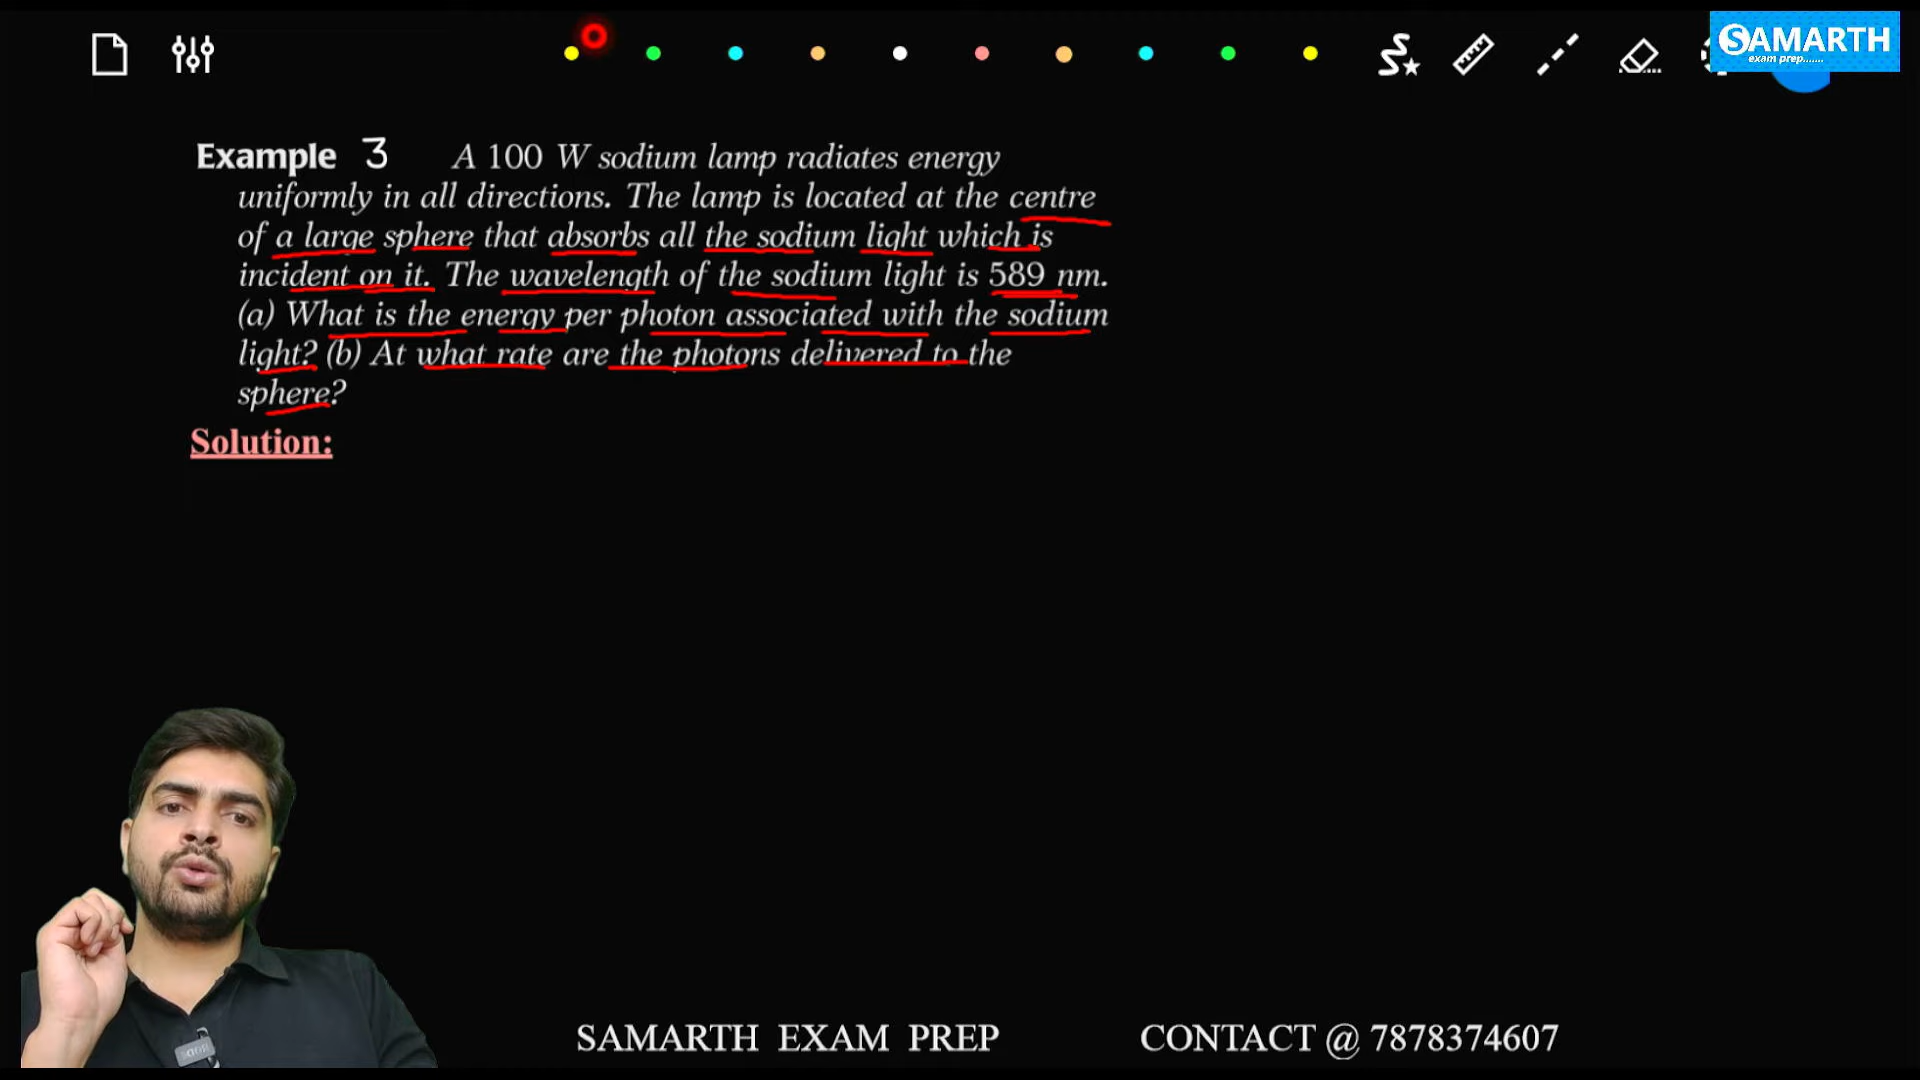 SAMARTH
exam prep.......
Example 3 A 100 W sodium lamp radiates energy
uniformly in all directions. The lamp is located at the centre
of a large sphere that absorbs all the sodium light which is
incident on it. The wavelength of the sodium light is 589 nm.
(a) What is the energy per photon associated with the sodium
light? (b) At what rate are the photons delivered to the
sphere?
Solution:
SAMARTH EXAM PREP CONTACT @ 7878374607